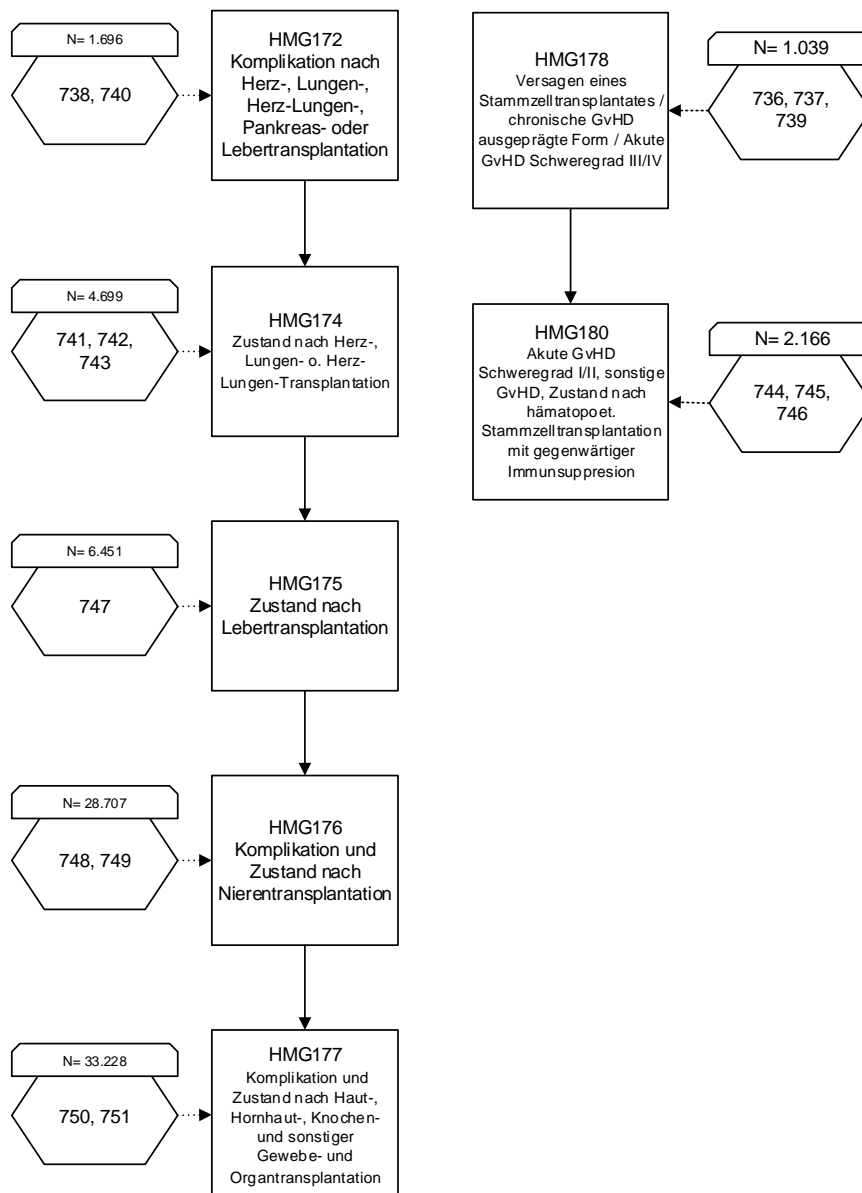 N= 1.696
738, 740
HMG172
Komplikation nach
Herz-, Lungen-,
Herz-Lungen-,
Pankreas- oder
Lebertransplantation
N= 4.699
741, 742,
743
HMG174
Zustand nach Herz-,
Lungen- o. Herz-
Lungen-Transplantation
N= 6.451
747
HMG175
Zustand nach
Lebertransplantation
N= 28.707
748, 749
HMG176
Komplikation und
Zustand nach
Nierentransplantation
N= 33.228
750, 751
HMG177
Komplikation und
Zustand nach Haut-,
Hornhaut-, Knochen-
und sonstiger
Gewebe- und
Organtransplantation
HMG178
Versagen eines
Stammzelltransplantates /
chronische GvHD
ausgeprägte Form / Akute
GvHD Schweregrad III/IV
N= 1.039
736, 737,
739
HMG180
Akute GvHD
Schweregrad I/II, sonstige
GvHD, Zustand nach
hämatopoet.
Stammzelltransplantation
mit gegenwärtiger
Immunsuppresion
N= 2.166
744, 745,
746